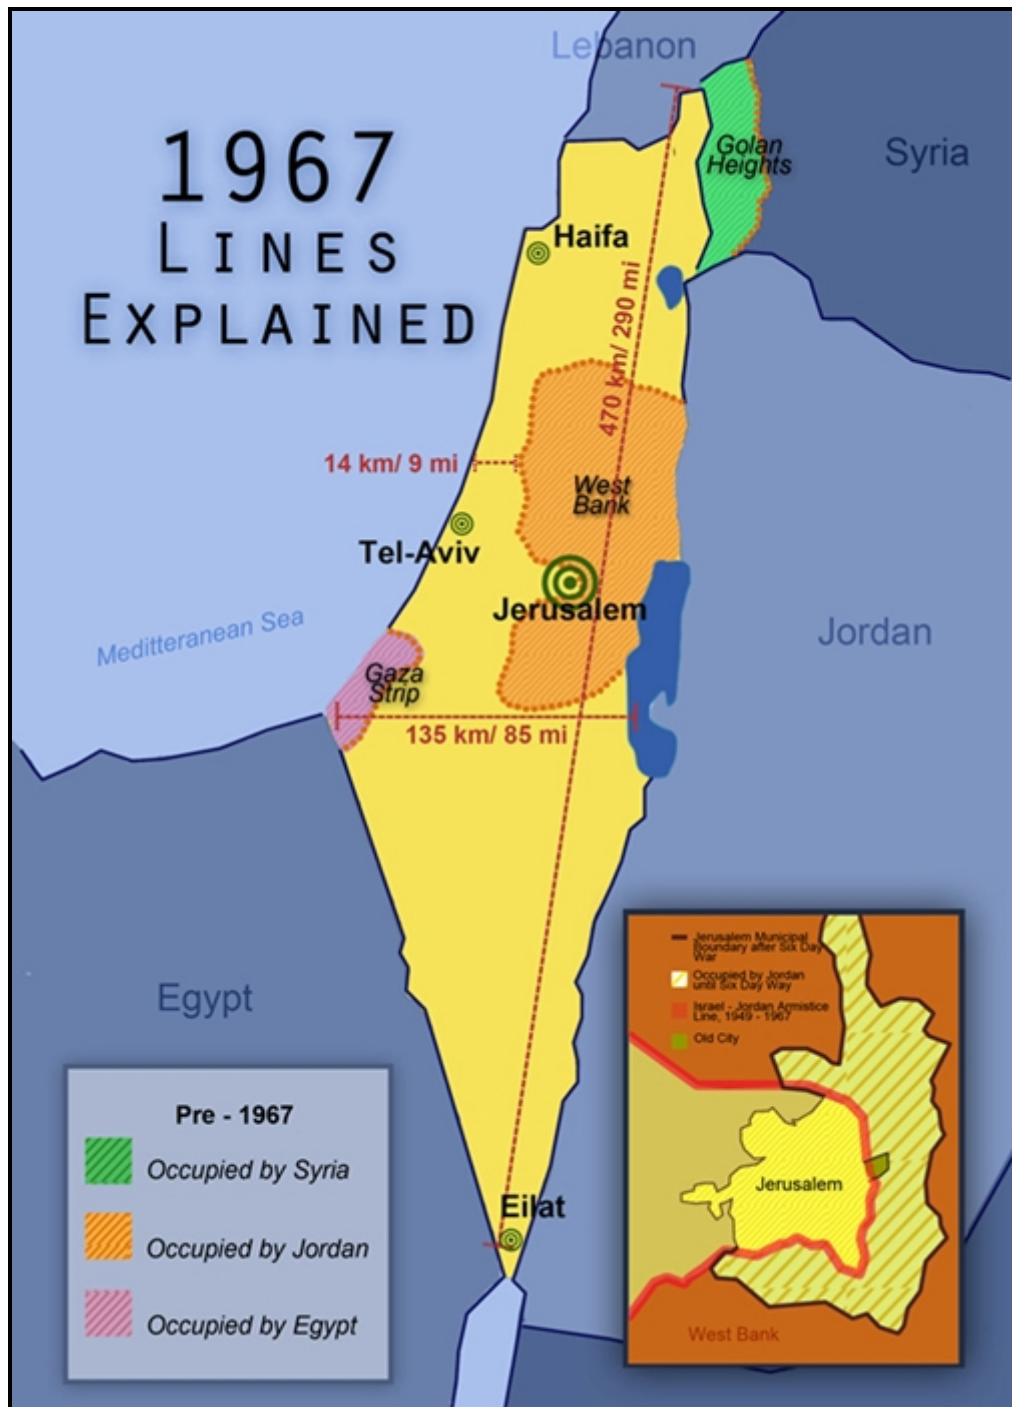 Lebanon
1967
LINES
EXPLAINED
Syria
Golan
Heights
Haifa
470 km/ 290 mi
14 km/ 9 mi
West
Bank
Tel-Aviv
Jerusalem
Meditteranean Sea
Jordan
Gaza
Strip
135 km/ 85 mi
Egypt
Eilat
Pre - 1967
Occupied by Syria
Occupied by Jordan
Occupied by Egypt
Jerusalem Municipal
Boundary after Six Day
War
Occupied by Jordan
until Six Day Way
Israel - Jordan Armistice
Line, 1949 - 1967
Old City
Jerusalem
West Bank